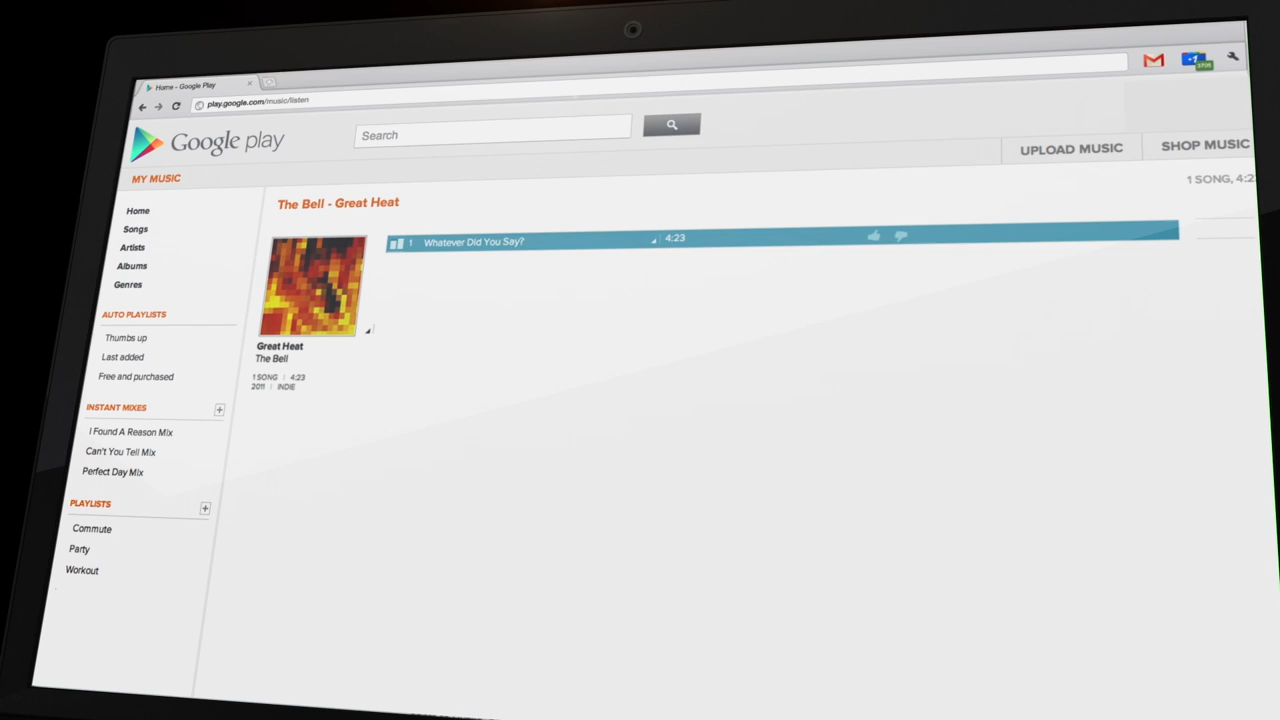 Home - Google Play
play.google.com/music/listen
3705
Google play
Search
UPLOAD MUSIC
SHOP MUSIC
MY MUSIC
The Bell - Great Heat
1 SONG, 4:2
Home
Songs
Artists
Albums
Genres
1 Whatever Did You Say? 4:23
AUTO PLAYLISTS
Thumbs up
Last added
Free and purchased
Great Heat
The Bell
1 SONG | 4:23
2011 | INDIE
INSTANT MIXES
I Found A Reason Mix
Can't You Tell Mix
Perfect Day Mix
PLAYLISTS
Commute
Party
Workout